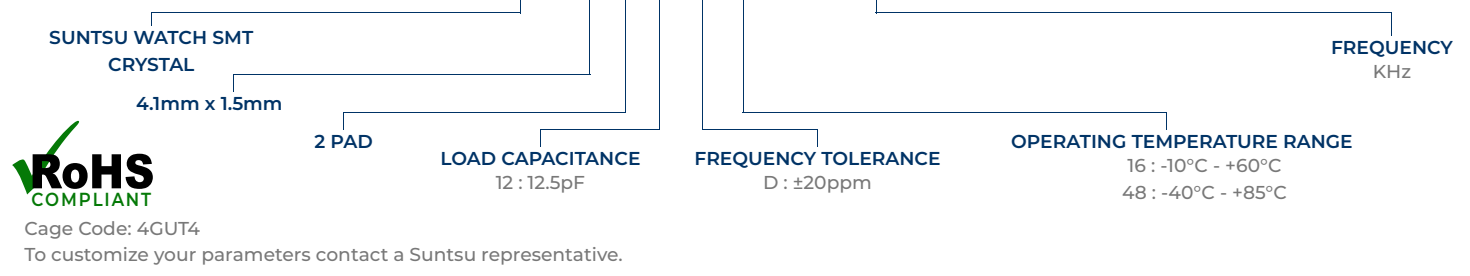 SUNTSU WATCH SMT
CRYSTAL
FREQUENCY
KHz
4.1mm x 1.5mm
2 PAD
LOAD CAPACITANCE
12 : 12.5pF
FREQUENCY TOLERANCE
D : ±20ppm
OPERATING TEMPERATURE RANGE
16 : -10°C - +60°C
48 : -40°C - +85°C
RoHS
COMPLIANT
Cage Code: 4GUT4
To customize your parameters contact a Suntsu representative.